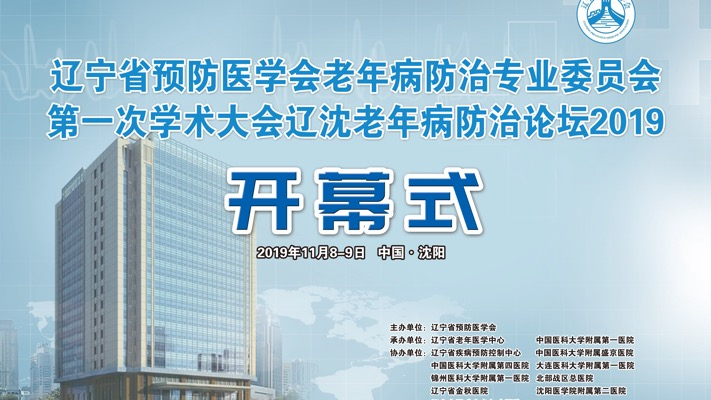 辽宁省预防医学会老年病防治专业委员会
第一次学术大会辽沈老年病防治论坛2019
开幕式
2019年11月8-9日 中国·沈阳
主办单位:辽宁省预防医学会
承办单位:辽宁省老年医学中心 中国医科大学附属第一医院
协办单位:辽宁省疾病预防控制中心 中国医科大学附属盛京医院
中国医科大学附属第四医院 大连医科大学附属第一医院
锦州医科大学附属第一医院 北部战区总医院
辽宁省金秋医院 沈阳医学院附属第二医院